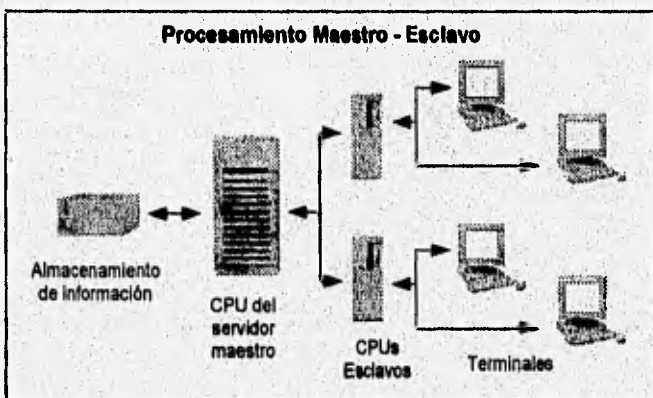 Procesamiento Maestro - Esclavo
Almacenamiento
de información
CPU del
servidor
maestro
CPUs
Esclavos
Terminales